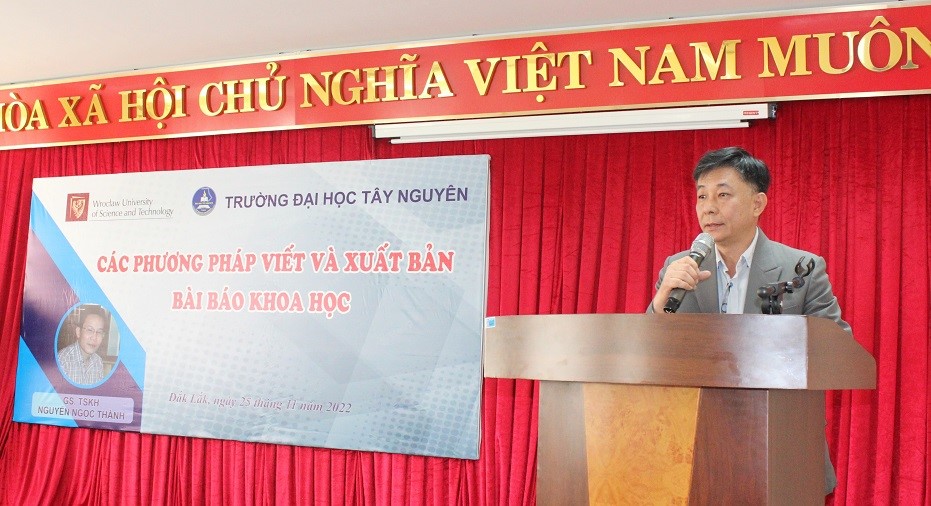 HÒA XÃ HỘI CHỦ NGHĨA VIỆT NAM MUÔN
Wrocław University
of Science and Technology
TRƯỜNG ĐẠI HỌC TÂY NGUYÊN
CÁC PHƯƠNG PHÁP VIẾT VÀ XUẤT BẢN
BÀI BÁO KHOA HỌC
GS. TSKH
NGUYỄN NGỌC THÀNH
Đắk Lắk, ngày 25 tháng 11 năm 2022